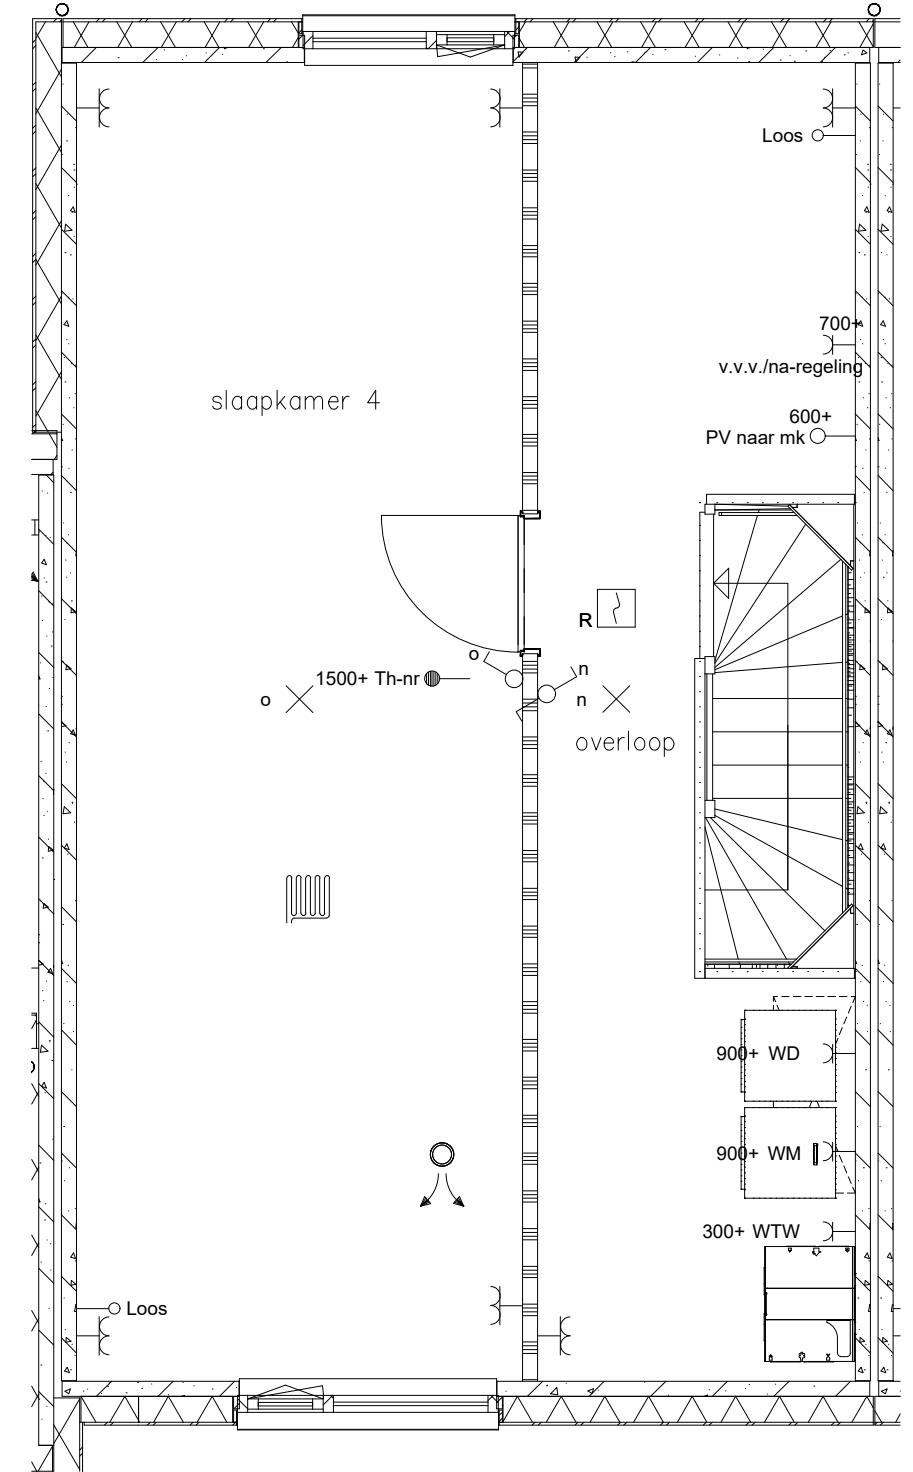 Loos
700+
v.v.v./na-regeling
slaapkamer 4
600+
PV naar mk
R
o
1500+ Th-nr
n
o
n
overloop
900+ WD
900+ WM
300+ WTW
Loos